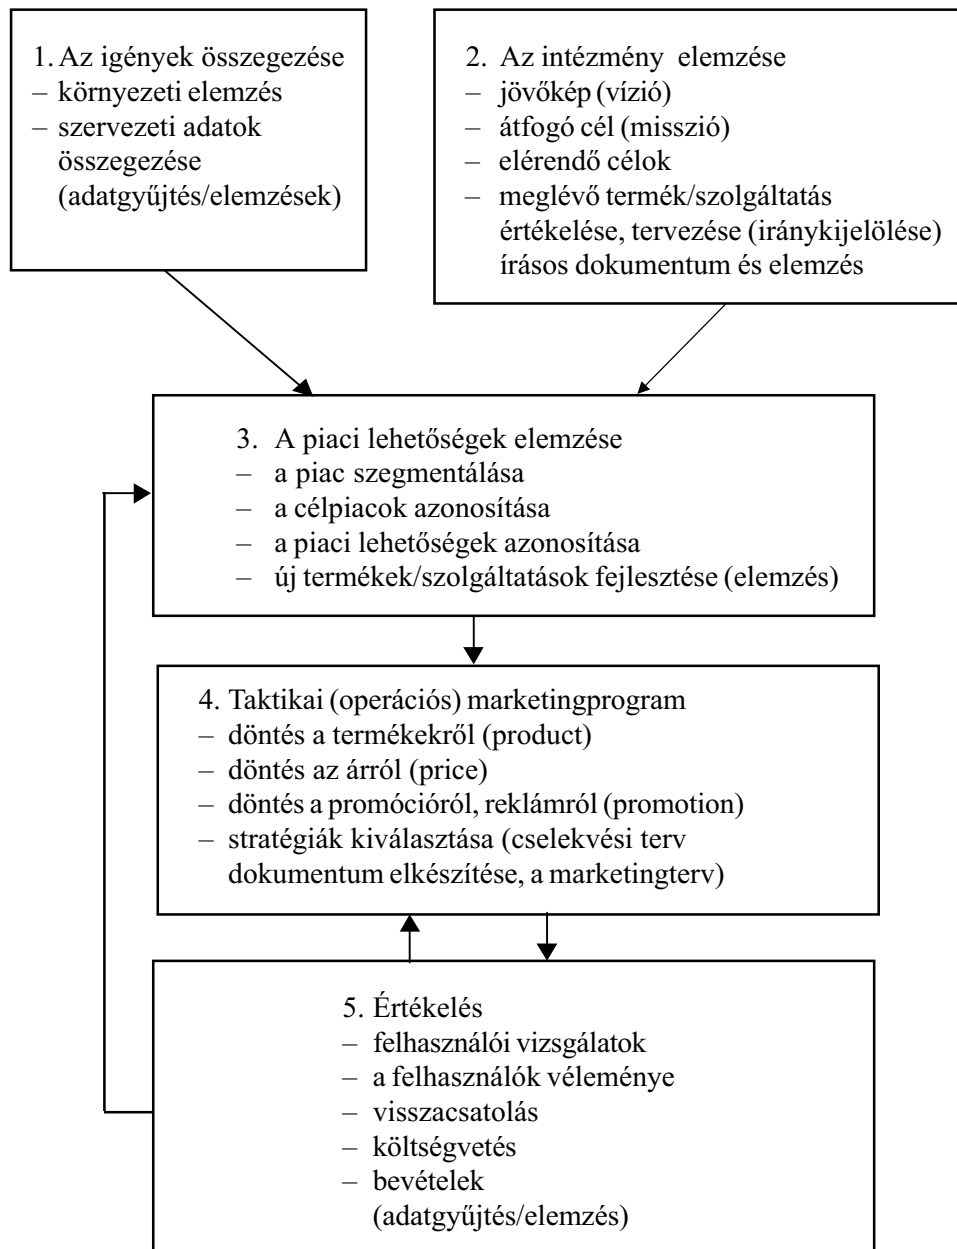 1. Az igények összegezése
– környezeti elemzés
– szervezeti adatok
összegezése
(adatgyűjtés/elemzések)
2. Az intézmény elemzése
– jövőkép (vízió)
– átfogó cél (misszió)
– elérendő célok
– meglévő termék/szolgáltatás
értékelése, tervezése (iránykijelölése)
írásos dokumentum és elemzés
3. A piaci lehetőségek elemzése
– a piac szegmentálása
– a célpiacok azonosítása
– a piaci lehetőségek azonosítása
– új termékek/szolgáltatások fejlesztése (elemzés)
4. Taktikai (operációs) marketingprogram
– döntés a termékekről (product)
– döntés az árról (price)
– döntés a promócióról, reklámról (promotion)
– stratégiák kiválasztása (cselekvési terv
dokumentum elkészítése, a marketingterv)
5. Értékelés
– felhasználói vizsgálatok
– a felhasználók véleménye
– visszacsatolás
– költségvetés
– bevételek
(adatgyűjtés/elemzés)